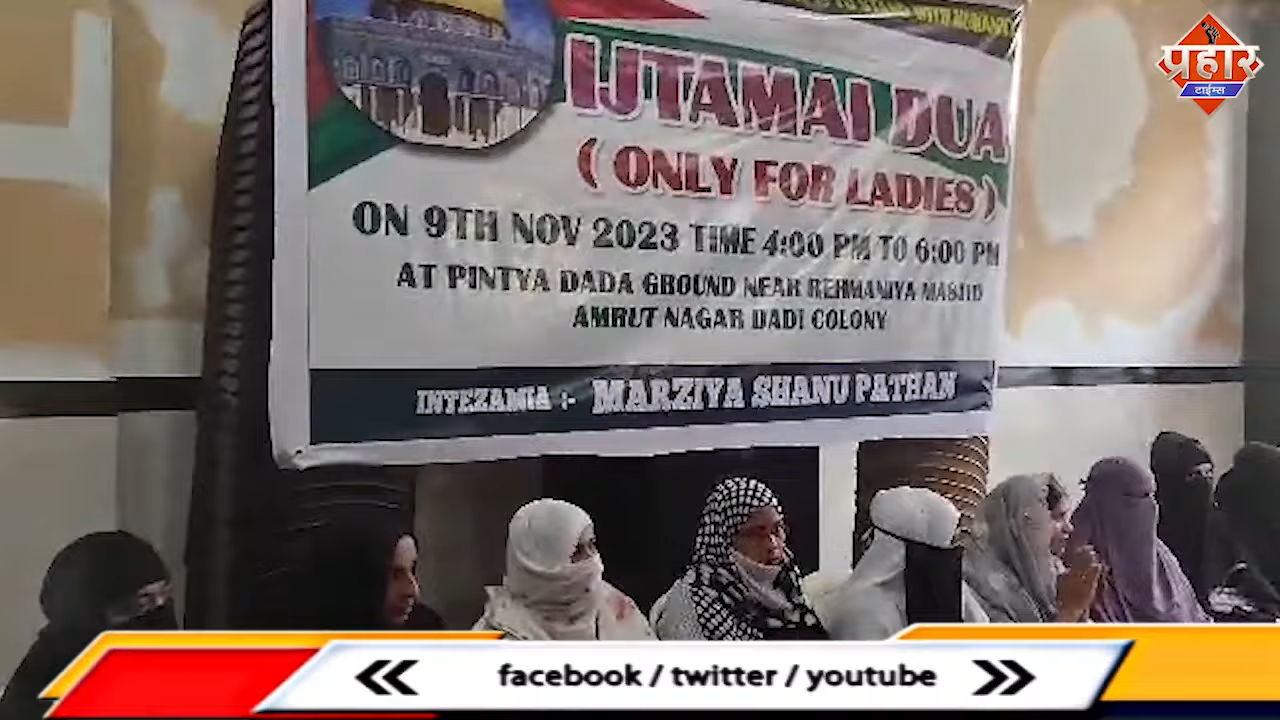 प्रहार
टाईम्स
IJTAMAI DUA
( ONLY FOR LADIES )
ON 9TH NOV 2023 TIME 4:00 PM TO 6:00 PM
AT PINTYA DADA GROUND NEAR REHMANIYA MASJID
AMRUT NAGAR DADI COLONY
INTEZAMIA :- MARZIYA SHANU PATHAN
facebook / twitter / youtube